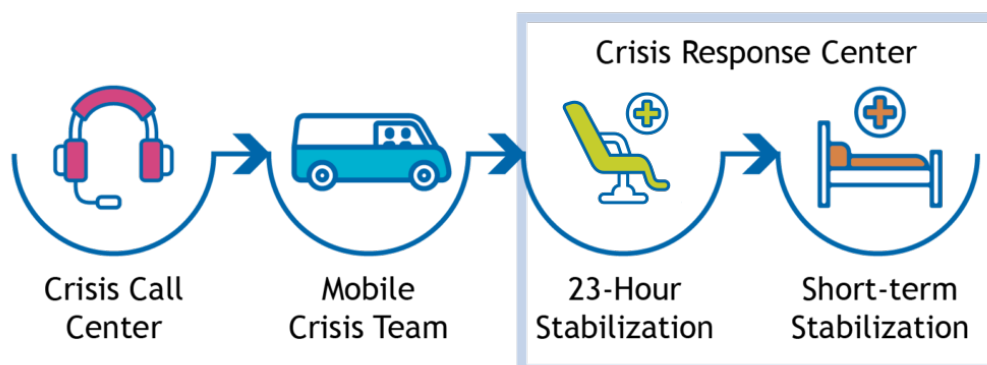 Crisis Response Center
Crisis Call
Center
Mobile
Crisis Team
23-Hour
Stabilization
Short-term
Stabilization